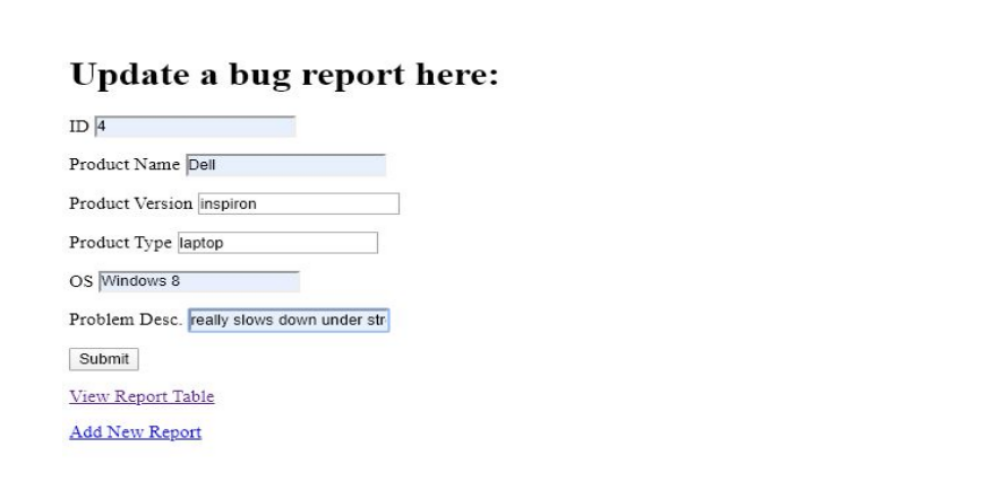 Update a bug report here:
ID 4
Product Name Dell
Product Version inspiron
Product Type laptop
OS Windows 8
Problem Desc. really slows down under str
Submit
View Report Table
Add New Report